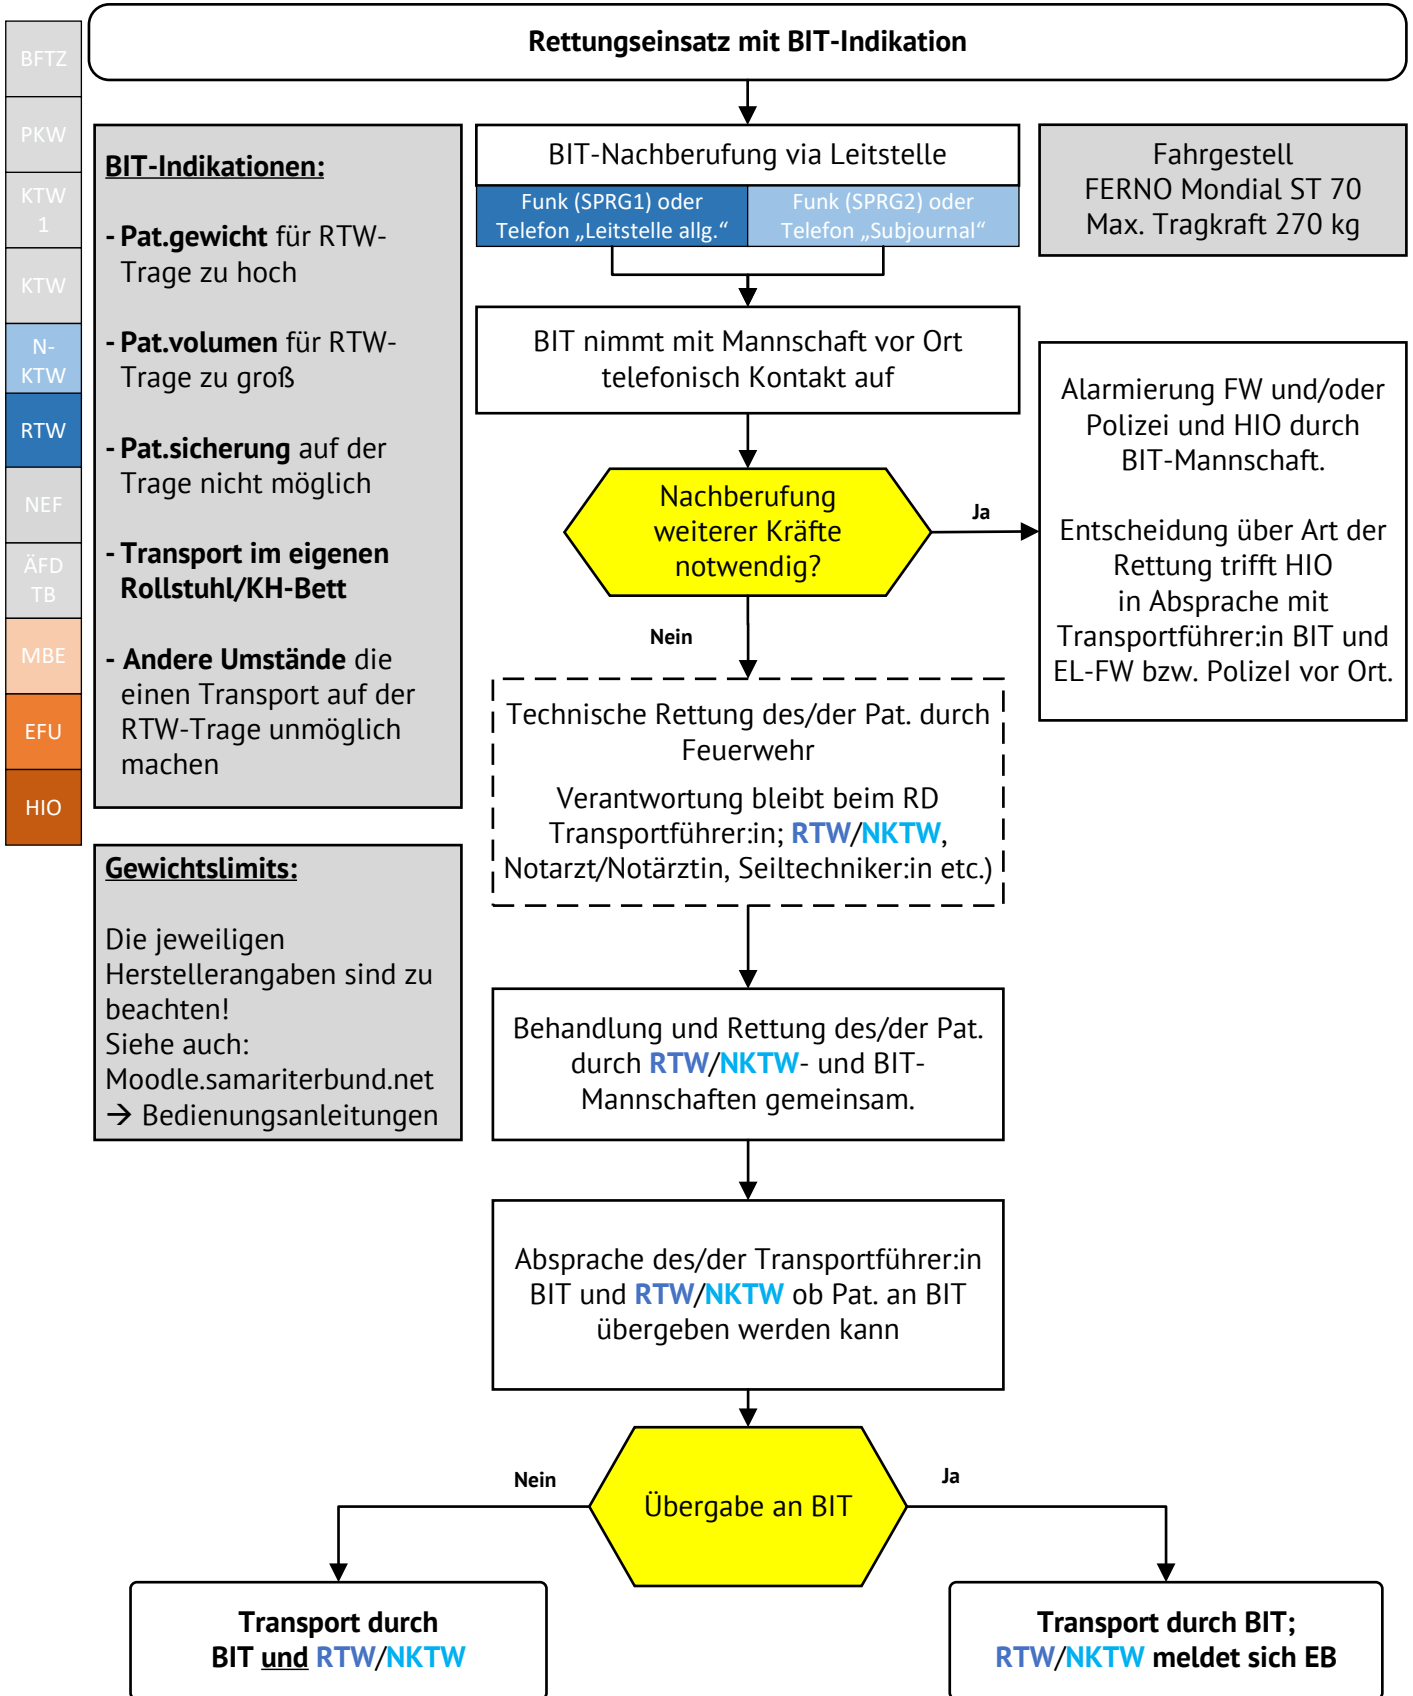 Rettungseinsatz mit BIT-Indikation
BFTZ
PKW
KTW
1
KTW
N-
KTW
RTW
NEF
ÄFD
TB
MBE
EFU
HIO
BIT-Indikationen:
- Pat.gewicht für RTW-
Trage zu hoch
- Pat.volumen für RTW-
Trage zu groß
- Pat.sicherung auf der
Trage nicht möglich
- Transport im eigenen
Rollstuhl/KH-Bett
- Andere Umstände die
einen Transport auf der
RTW-Trage unmöglich
machen
Gewichtslimits:
Die jeweiligen
Herstellerangaben sind zu
beachten!
Siehe auch:
Moodle.samariterbund.net
→ Bedienungsanleitungen
BIT-Nachberufung via Leitstelle
Funk (SPRG1) oder
Telefon „Leitstelle allg.“
Funk (SPRG2) oder
Telefon „Subjournal“
Fahrgestell
FERNO Mondial ST 70
Max. Tragkraft 270 kg
BIT nimmt mit Mannschaft vor Ort
telefonisch Kontakt auf
Nachberufung
weiterer Kräfte
notwendig?
Ja
Alarmierung FW und/oder
Polizei und HIO durch
BIT-Mannschaft.
Entscheidung über Art der
Rettung trifft HIO
in Absprache mit
Transportführer:in BIT und
EL-FW bzw. PolizeI vor Ort.
Nein
Technische Rettung des/der Pat. durch
Feuerwehr
Verantwortung bleibt beim RD
Transportführer:in; RTW/NKTW,
Notarzt/Notärztin, Seiltechniker:in etc.)
Behandlung und Rettung des/der Pat.
durch RTW/NKTW- und BIT-
Mannschaften gemeinsam.
Absprache des/der Transportführer:in
BIT und RTW/NKTW ob Pat. an BIT
übergeben werden kann
Übergabe an BIT
Nein
Ja
Transport durch
BIT und RTW/NKTW
Transport durch BIT;
RTW/NKTW meldet sich EB